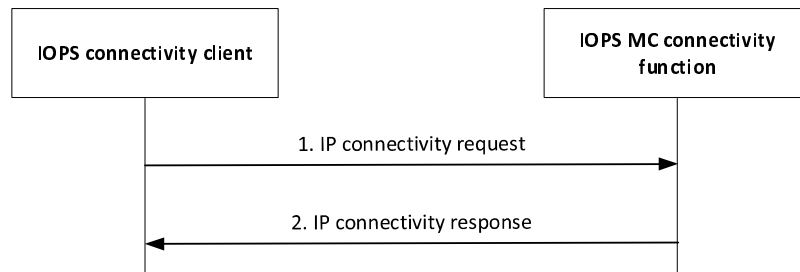 IOPS connectivity client
IOPS MC connectivity
function
1. IP connectivity request
2. IP connectivity response